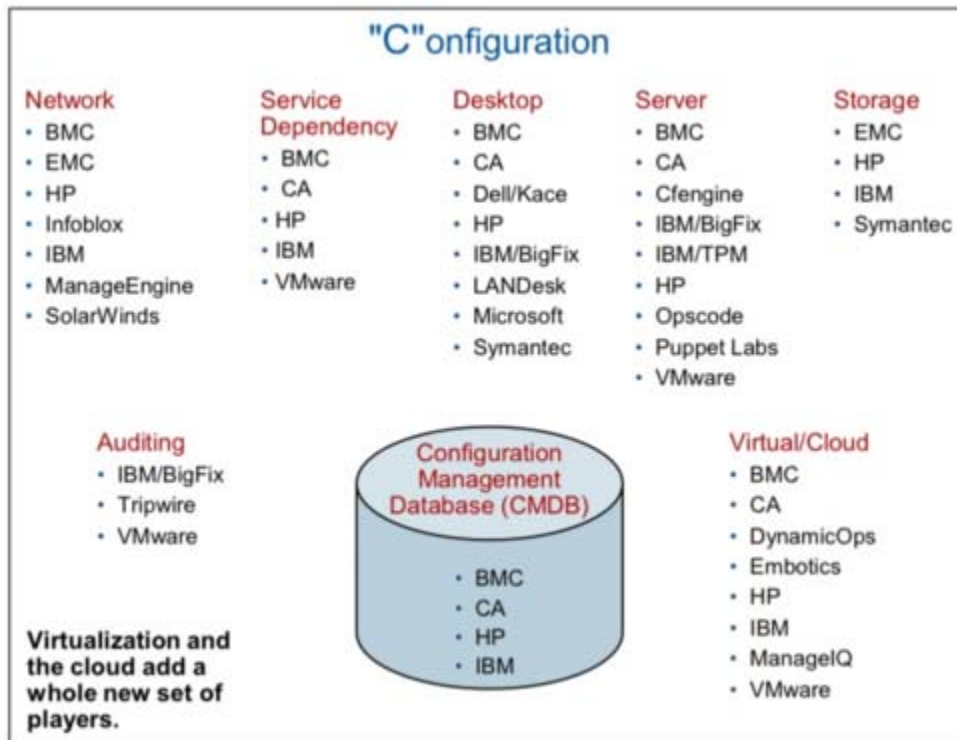 "C"onfiguration
Network
• BMC
• EMC
• HP
• Infoblox
• IBM
• ManageEngine
• SolarWinds
Service
Dependency
• BMC
• CA
• HP
• IBM
• VMware
Desktop
• BMC
• CA
• Dell/Kace
• HP
• IBM/BigFix
• LANDesk
• Microsoft
• Symantec
Server
• BMC
• CA
• Cfengine
• IBM/BigFix
• IBM/TPM
• HP
• Opscode
• Puppet Labs
• VMware
Storage
• EMC
• HP
• IBM
• Symantec
Auditing
• IBM/BigFix
• Tripwire
• VMware
Configuration
Management
Database (CMDB)
• BMC
• CA
• HP
• IBM
Virtual/Cloud
• BMC
• CA
• DynamicOps
• Embotics
• HP
• IBM
• ManageIQ
• VMware
Virtualization and
the cloud add a
whole new set of
players.